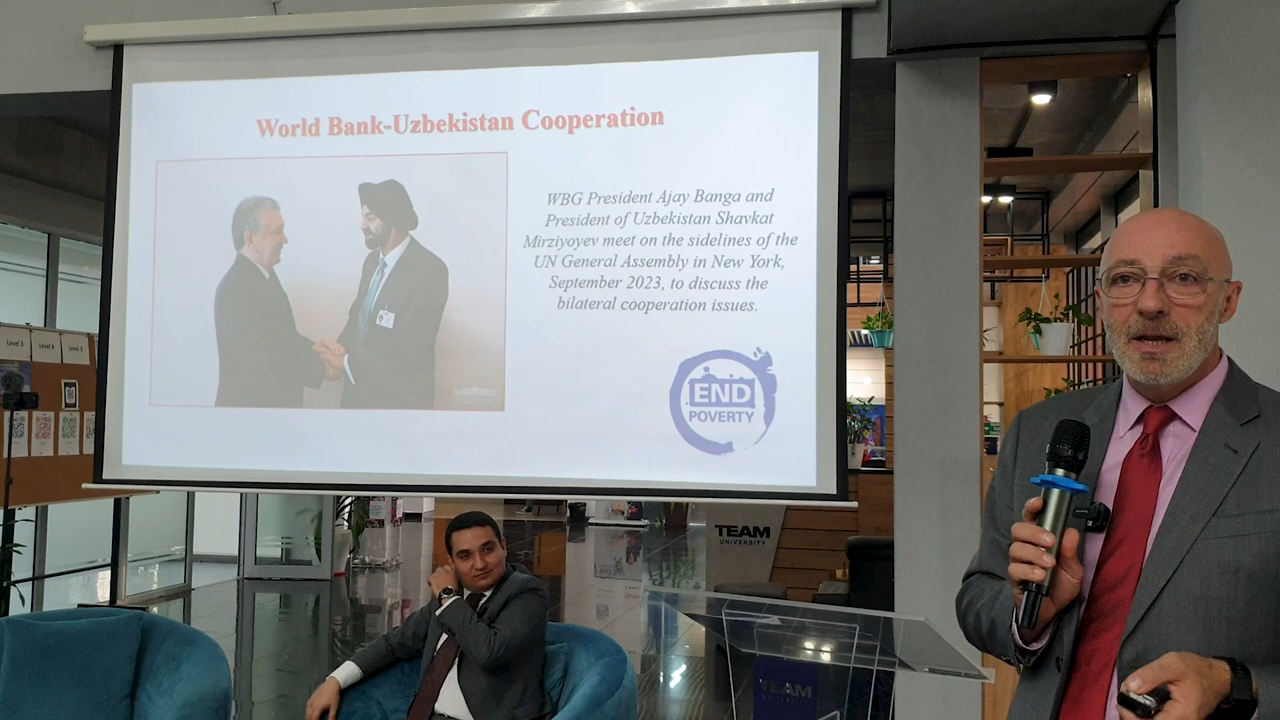 World Bank-Uzbekistan Cooperation
WBG President Ajay Banga and
President of Uzbekistan Shavkat
Mirziyoyev meet on the sidelines of the
UN General Assembly in New York,
September 2023, to discuss the
bilateral cooperation issues.
END
POVERTY
Level 3
Level 4
Level 5
TEAM
UNIVERSITY
TEAM
UNIVERSITY